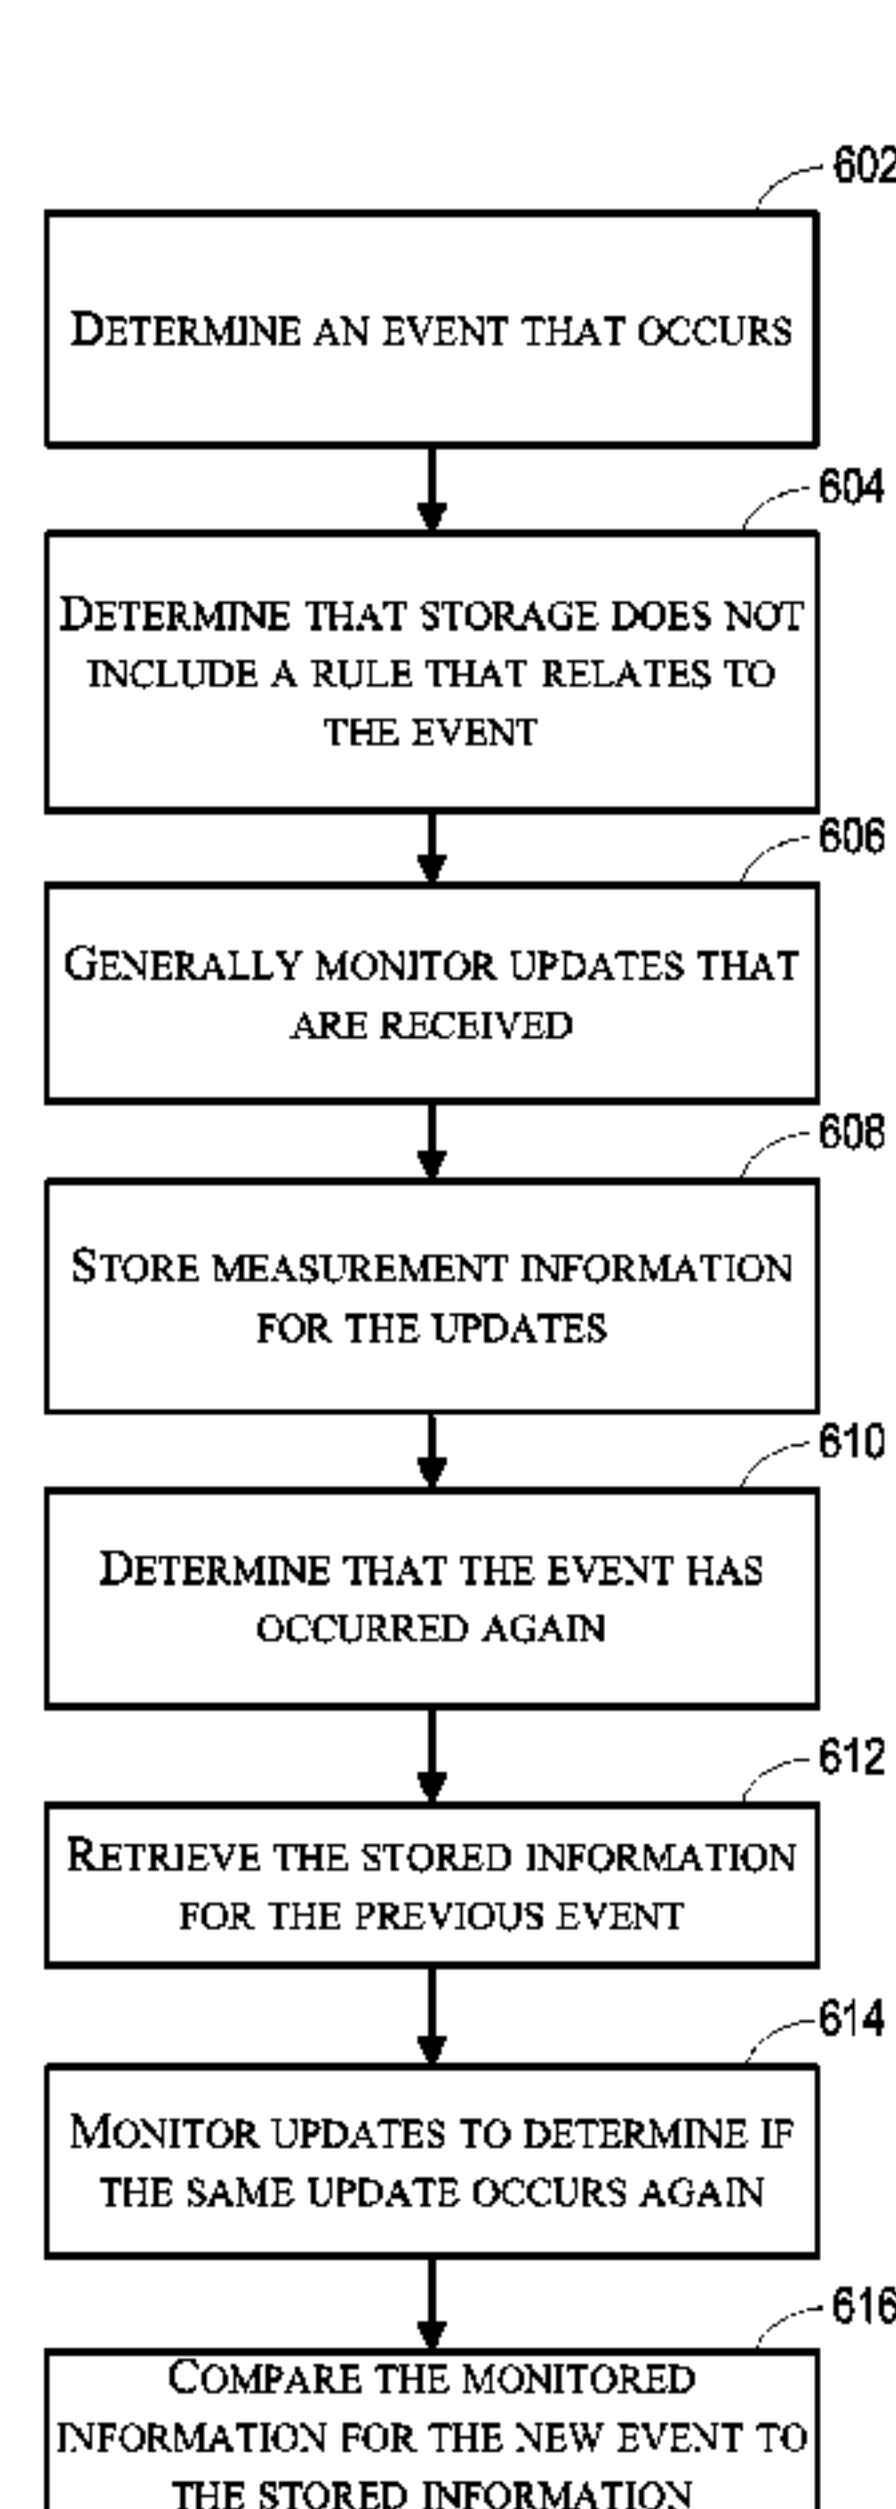 602
DETERMINE AN EVENT THAT OCCURS
604
DETERMINE THAT STORAGE DOES NOT
INCLUDE A RULE THAT RELATES TO
THE EVENT
606
GENERALLY MONITOR UPDATES THAT
ARE RECEIVED
608
STORE MEASUREMENT INFORMATION
FOR THE UPDATES
610
DETERMINE THAT THE EVENT HAS
OCCURRED AGAIN
612
RETRIEVE THE STORED INFORMATION
FOR THE PREVIOUS EVENT
614
MONITOR UPDATES TO DETERMINE IF
THE SAME UPDATE OCCURS AGAIN
616
COMPARE THE MONITORED
INFORMATION FOR THE NEW EVENT TO
THE STORED INFORMATION